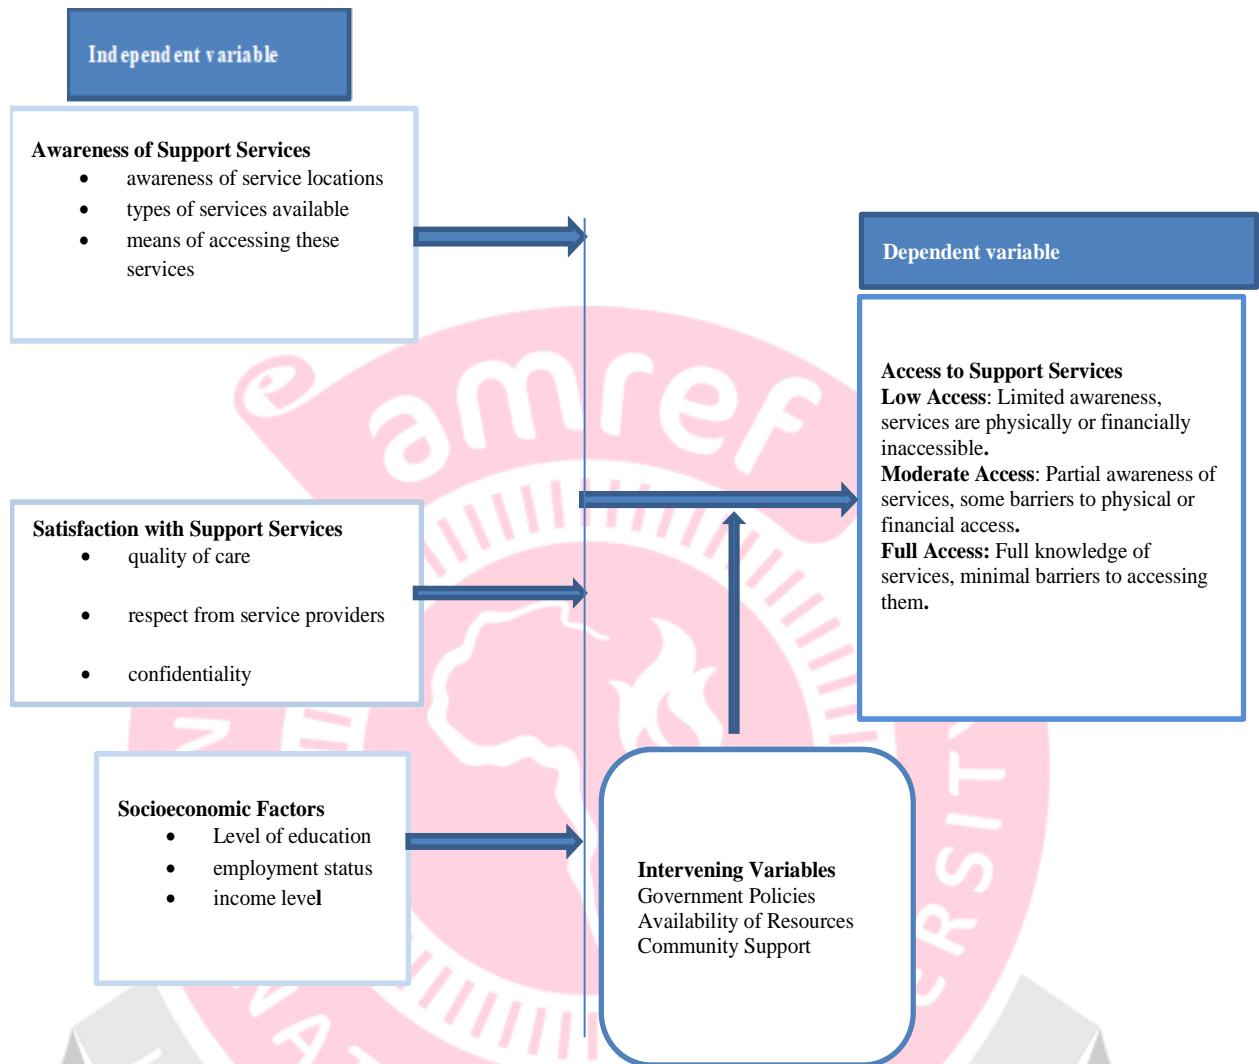 Independent variable
Awareness of Support Services
• awareness of service locations
• types of services available
• means of accessing these
services
Satisfaction with Support Services
• quality of care
• respect from service providers
• confidentiality
Socioeconomic Factors
• Level of education
• employment status
• income level
Dependent variable
Access to Support Services
Low Access: Limited awareness,
services are physically or financially
inaccessible.
Moderate Access: Partial awareness of
services, some barriers to physical or
financial access.
Full Access: Full knowledge of
services, minimal barriers to accessing
them.
Intervening Variables
Government Policies
Availability of Resources
Community Support
amref